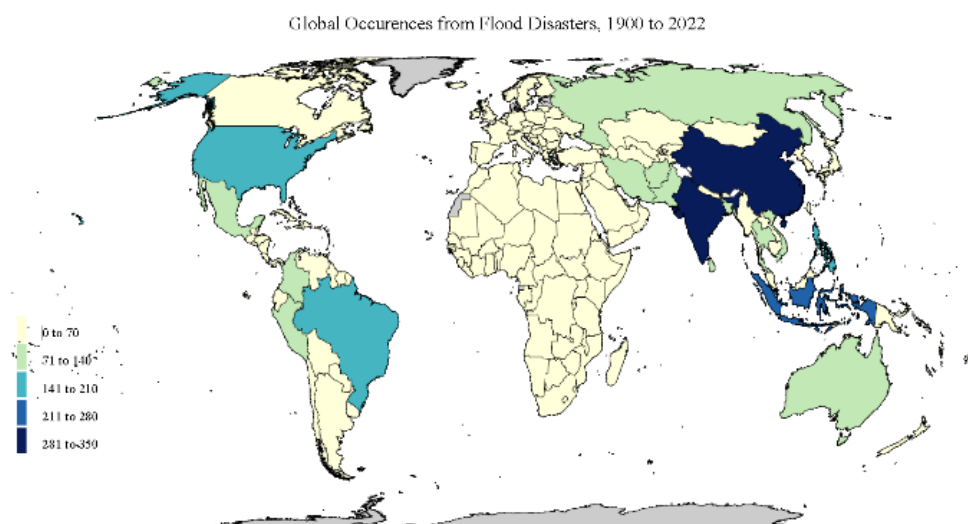 Global Occurences from Flood Disasters, 1900 to 2022
0 to 70
71 to 140
141 to 210
211 to 280
281 to 350